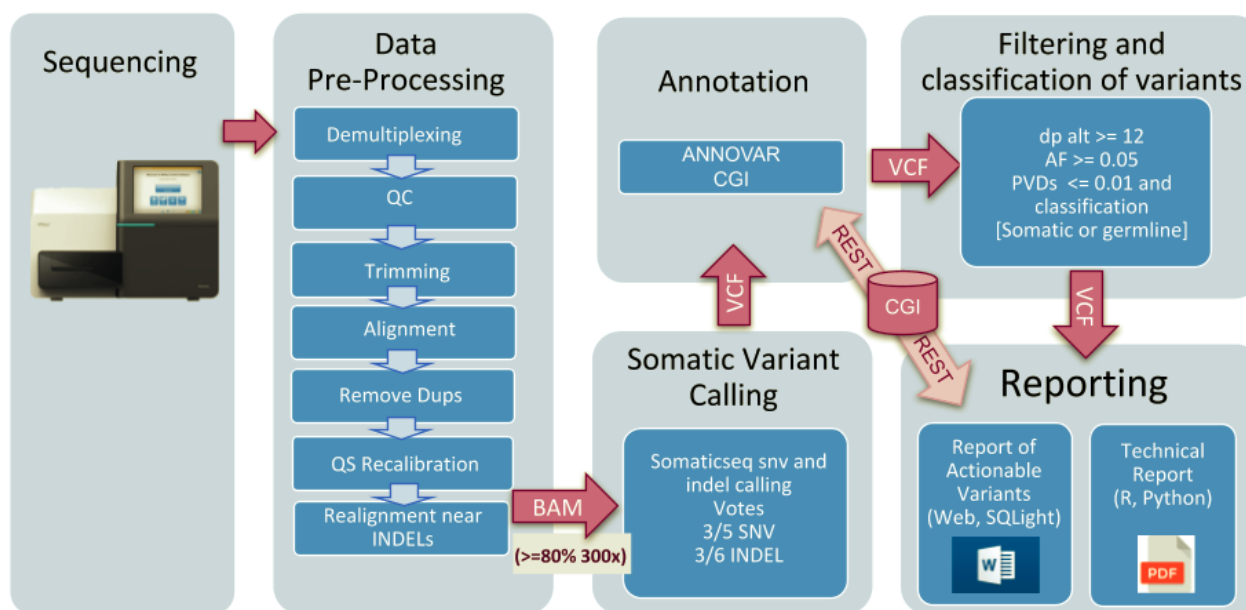 Sequencing
Data
Pre-Processing
Demultiplexing
QC
Trimming
Alignment
Remove Dups
QS Recalibration
Realignment near
INDELs
BAM
(>=80% 300x)
Somatic Variant
Calling
Somaticseq snv and
indel calling
Votes
3/5 SNV
3/6 INDEL
VCF
Annotation
ANNOVAR
CGI
VCF
REST
CGI
REST
Filtering and
classification of variants
dp alt >= 12
AF >= 0.05
PVDs <= 0.01 and
classification
[Somatic or germline]
VCF
Reporting
Report of
Actionable
Variants
(Web, SQLight)
W
Technical
Report
(R, Python)
PDF